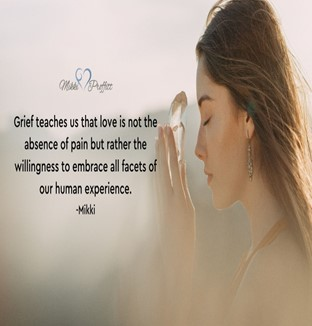 Mikki Proffitt
Grief teaches us that love is not the
absence of pain but rather the
willingness to embrace all facets of
our human experience.
-Mikki